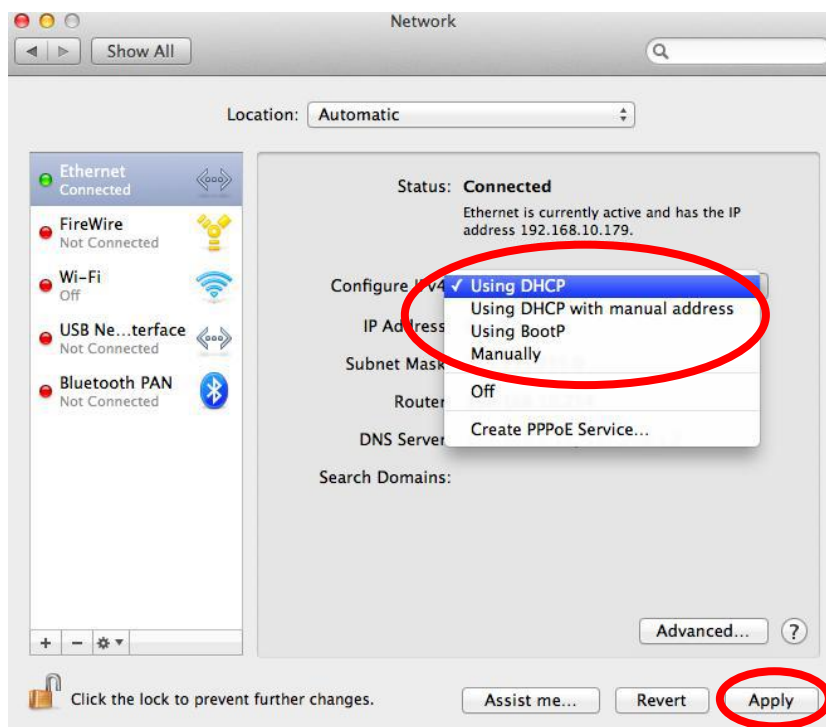 Network
Show All
Location: Automatic
Ethernet
Connected
FireWire
Not Connected
Wi-Fi
Off
USB Ne...terface
Not Connected
Bluetooth PAN
Not Connected
Status: Connected
Ethernet is currently active and has the IP
address 192.168.10.179.
Configure IPv4 ✓ Using DHCP
Using DHCP with manual address
Using BootP
Manually
Off
Create PPPoE Service...
IP Address
Subnet Mask
Router
DNS Server
Search Domains:
Advanced... ?
+ −
Click the lock to prevent further changes.
Assist me... Revert Apply